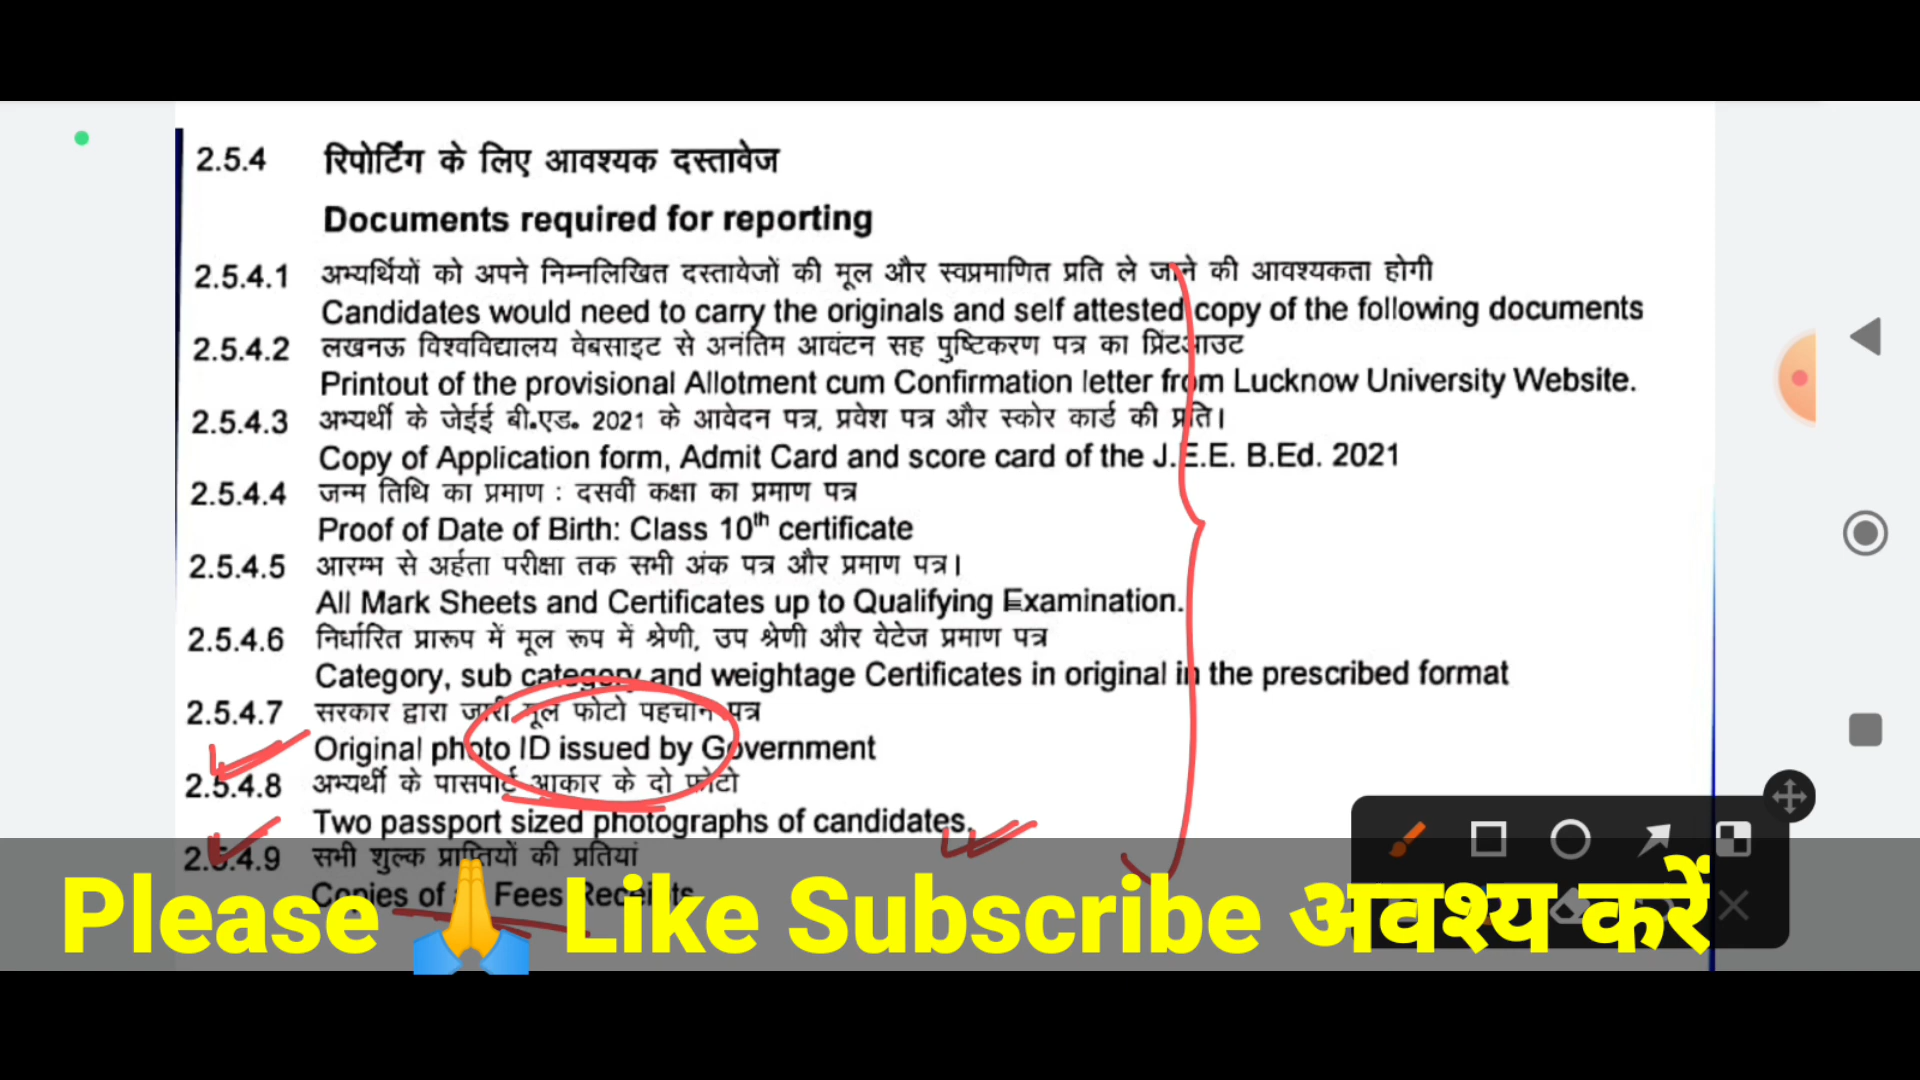 2.5.4 रिपोर्टिंग के लिए आवश्यक दस्तावेज
Documents required for reporting
2.5.4.1 अभ्यर्थियों को अपने निम्नलिखित दस्तावेजों की मूल और स्वप्रमाणित प्रति ले जाने की आवश्यकता होगी
Candidates would need to carry the originals and self attested copy of the following documents
2.5.4.2 लखनऊ विश्वविद्यालय वेबसाइट से अनंतिम आवंटन सह पुष्टिकरण पत्र का प्रिंटआउट
Printout of the provisional Allotment cum Confirmation letter from Lucknow University Website.
2.5.4.3 अभ्यर्थी के जेईई बी.एड. 2021 के आवेदन पत्र, प्रवेश पत्र और स्कोर कार्ड की प्रति।
Copy of Application form, Admit Card and score card of the J.E.E. B.Ed. 2021
2.5.4.4 जन्म तिथि का प्रमाण : दसवीं कक्षा का प्रमाण पत्र
Proof of Date of Birth: Class 10th certificate
2.5.4.5 आरम्भ से अर्हता परीक्षा तक सभी अंक पत्र और प्रमाण पत्र।
All Mark Sheets and Certificates up to Qualifying Examination.
2.5.4.6 निर्धारित प्रारूप में मूल रूप में श्रेणी, उप श्रेणी और वेटेज प्रमाण पत्र
Category, sub category and weightage Certificates in original in the prescribed format
2.5.4.7 सरकार द्वारा जारी मूल फोटो पहचान पत्र
Original photo ID issued by Government
2.5.4.8 अभ्यर्थी के पासपोर्ट आकार के दो फोटो
Two passport sized photographs of candidates.
2.5.4.9 सभी शुल्क प्राप्तियों की प्रतियां
Copies of Fees Receipts
Please 🙏 Like Subscribe अवश्य करें